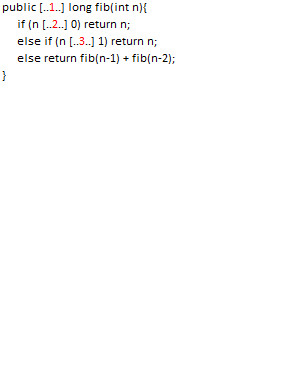 public [..1..] long fib(int n){
if (n [..2..] 0) return n;
else if (n [..3..] 1) return n;
else return fib(n-1) + fib(n-2);
}